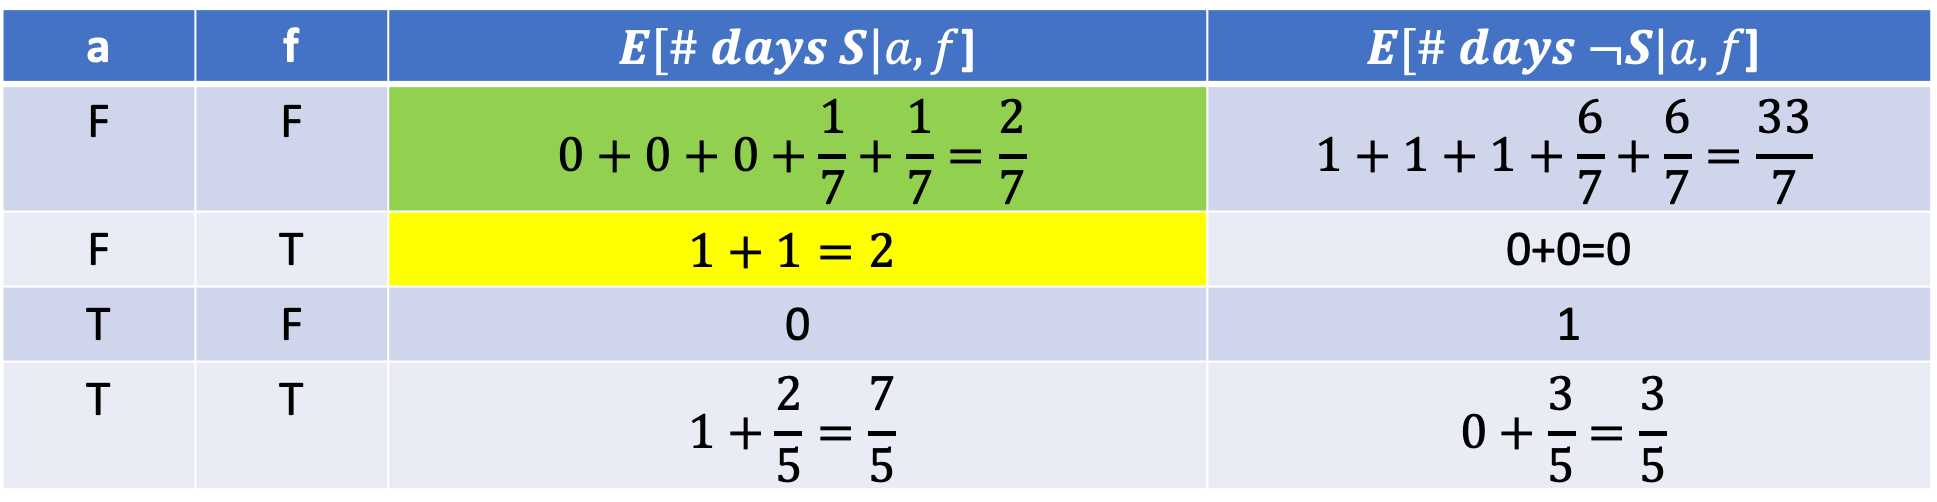 a f E[# days S|a, f] E[# days ¬S|a, f]
F F 0 + 0 + 0 + 1/7 + 1/7 = 2/7 1 + 1 + 1 + 6/7 + 6/7 = 33/7
F T 1 + 1 = 2 0+0=0
T F 0 1
T T 1 + 2/5 = 7/5 0 + 3/5 = 3/5